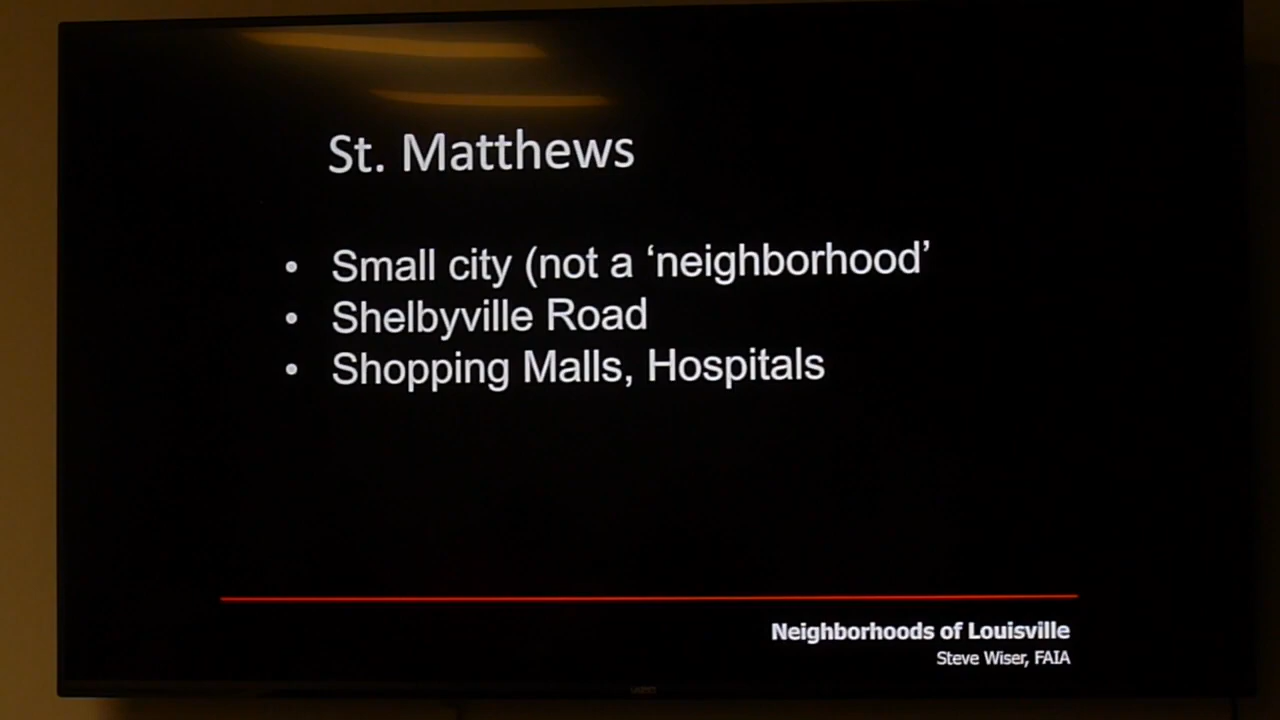 St. Matthews
• Small city (not a ‘neighborhood’
• Shelbyville Road
• Shopping Malls, Hospitals
Neighborhoods of Louisville
Steve Wiser, FAIA